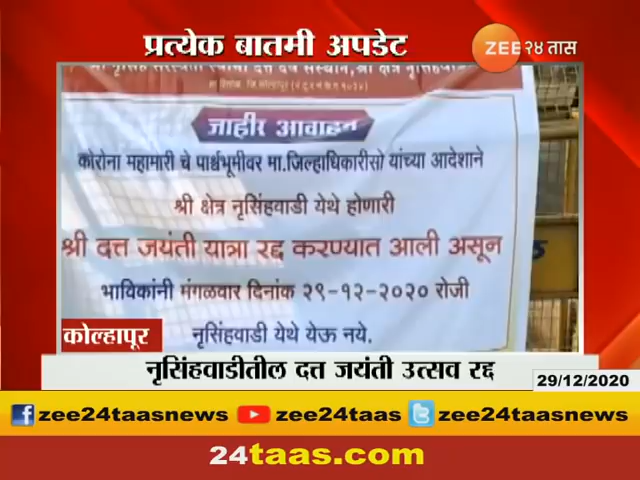 प्रत्येक बातमी अपडेट
ZEE २४ तास
दत्त देव संस्थान, श्री क्षेत्र नृसिंहवाडी
जाहीर आवाहन
कोरोना महामारी चे पार्श्वभूमीवर मा.जिल्हाधिकारीसो यांच्या आदेशाने
श्री क्षेत्र नृसिंहवाडी येथे होणारी
श्री दत्त जयंती यात्रा रद्द करण्यात आली असून
भाविकांनी मंगळवार दिनांक २९-१२-२०२० रोजी
नृसिंहवाडी येथे येऊ नये.
कोल्हापूर
नृसिंहवाडीतील दत्त जयंती उत्सव रद्द
29/12/2020
zee24taasnews
zee24taas
zee24taasnews
24taas.com